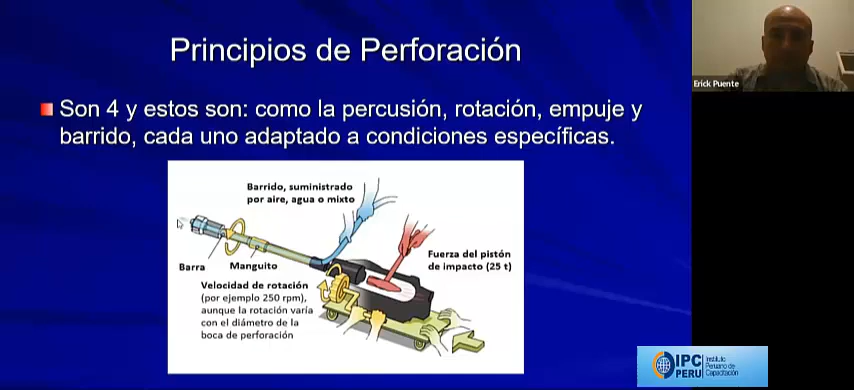 Principios de Perforación
Son 4 y estos son: como la percusión, rotación, empuje y
barrido, cada uno adaptado a condiciones específicas.
Barrido, suministrado
por aire, agua o mixto
Fuerza del pistón
de impacto (25 t)
Barra
Manguito
Velocidad de rotación
(por ejemplo 250 rpm),
aunque la rotación varía
con el diámetro de la
boca de perforación
Erick Puente
IPC
PERU
Instituto
Peruano de
Capacitación